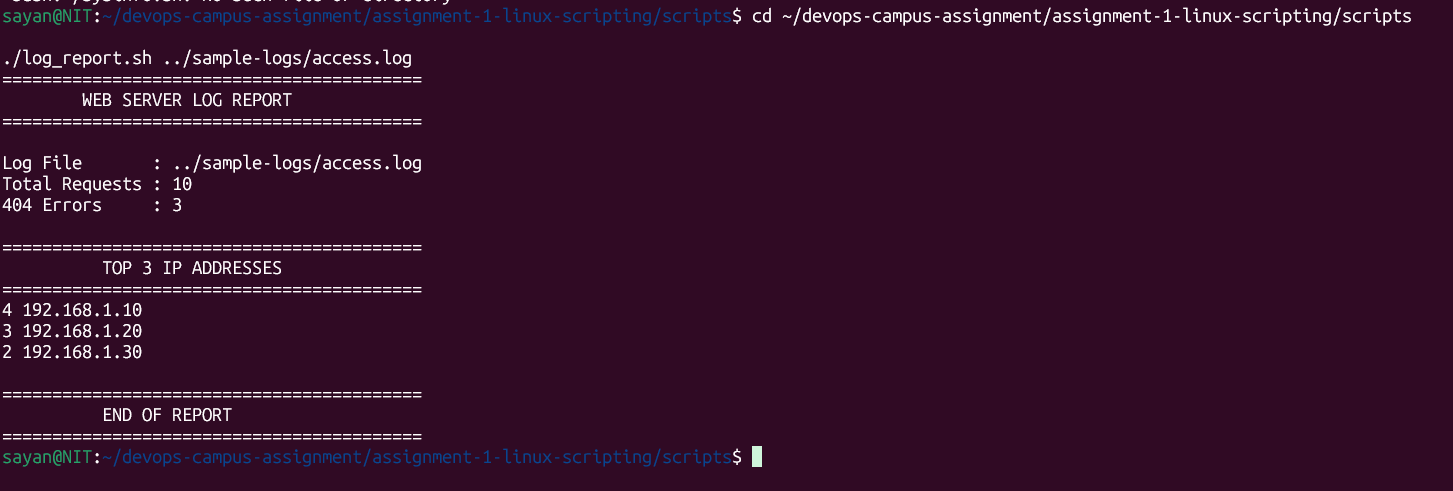 sayan@NIT:~/devops-campus-assignment/assignment-1-linux-scripting/scripts$ cd ~/devops-campus-assignment/assignment-1-linux-scripting/scripts
./log_report.sh ../sample-logs/access.log
==========================================
WEB SERVER LOG REPORT
==========================================
Log File       : ../sample-logs/access.log
Total Requests : 10
404 Errors     : 3
==========================================
TOP 3 IP ADDRESSES
==========================================
4 192.168.1.10
3 192.168.1.20
2 192.168.1.30
==========================================
END OF REPORT
==========================================
sayan@NIT:~/devops-campus-assignment/assignment-1-linux-scripting/scripts$